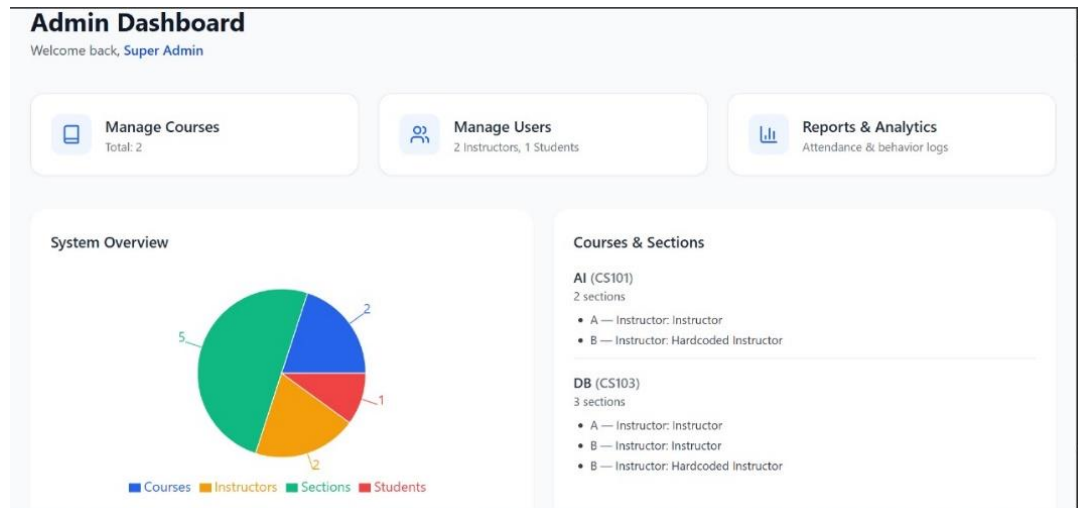 Admin Dashboard
Welcome back, Super Admin
Manage Courses
Total: 2
Manage Users
2 Instructors, 1 Students
Reports & Analytics
Attendance & behavior logs
System Overview
2
5
1
2
Courses Instructors Sections Students
Courses & Sections
AI (CS101)
2 sections
• A — Instructor: Instructor
• B — Instructor: Hardcoded Instructor
DB (CS103)
3 sections
• A — Instructor: Instructor
• B — Instructor: Instructor
• B — Instructor: Hardcoded Instructor